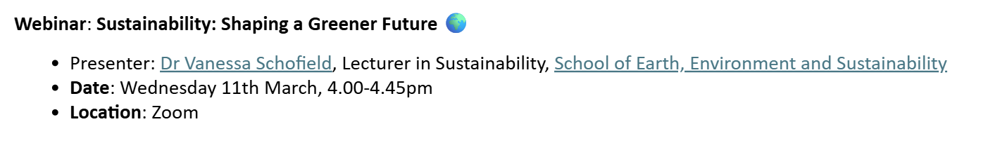 Webinar: Sustainability: Shaping a Greener Future 🌍
• Presenter: Dr Vanessa Schofield, Lecturer in Sustainability, School of Earth, Environment and Sustainability
• Date: Wednesday 11th March, 4.00-4.45pm
• Location: Zoom